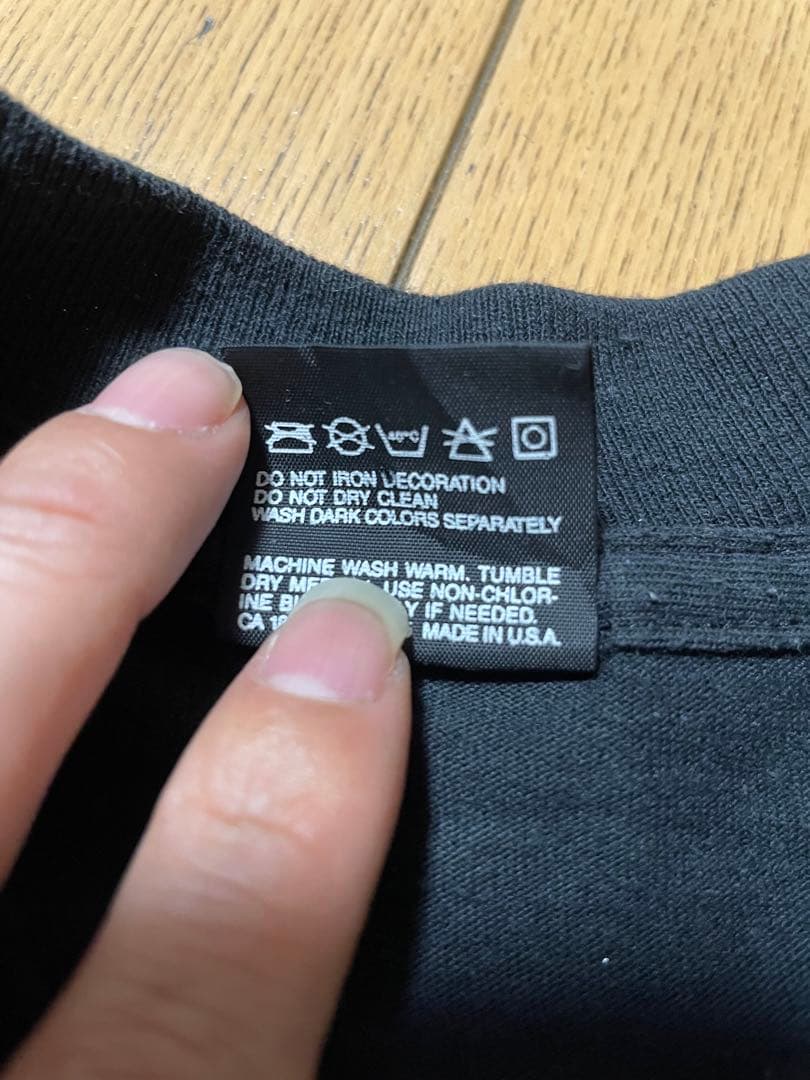 40°C
DO NOT IRON DECORATION
DO NOT DRY CLEAN
WASH DARK COLORS SEPARATELY
MACHINE WASH WARM. TUMBLE
DRY USE NON-CHLOR-
INE IF NEEDED.
CA MADE IN U.S.A.